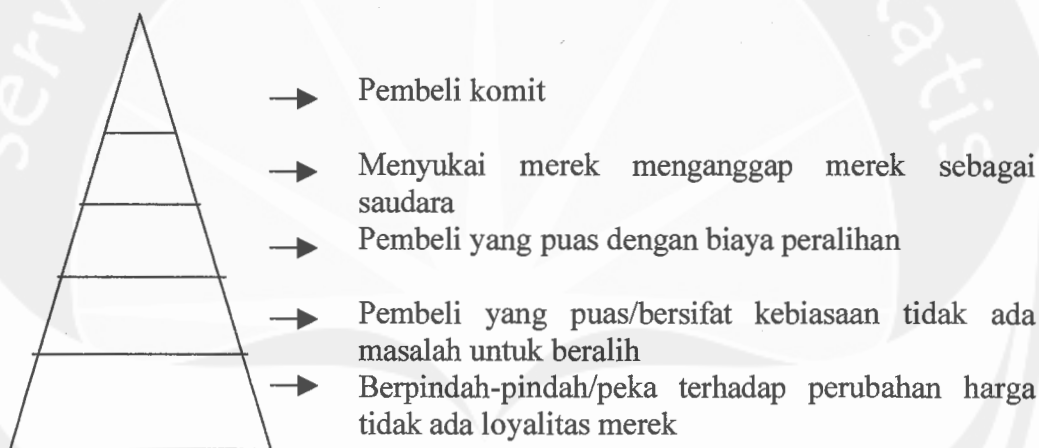 Pembeli komit
Menyukai merek menganggap merek sebagai
saudara
Pembeli yang puas dengan biaya peralihan
Pembeli yang puas/bersifat kebiasaan tidak ada
masalah untuk beralih
Berpindah-pindah/peka terhadap perubahan harga
tidak ada loyalitas merek